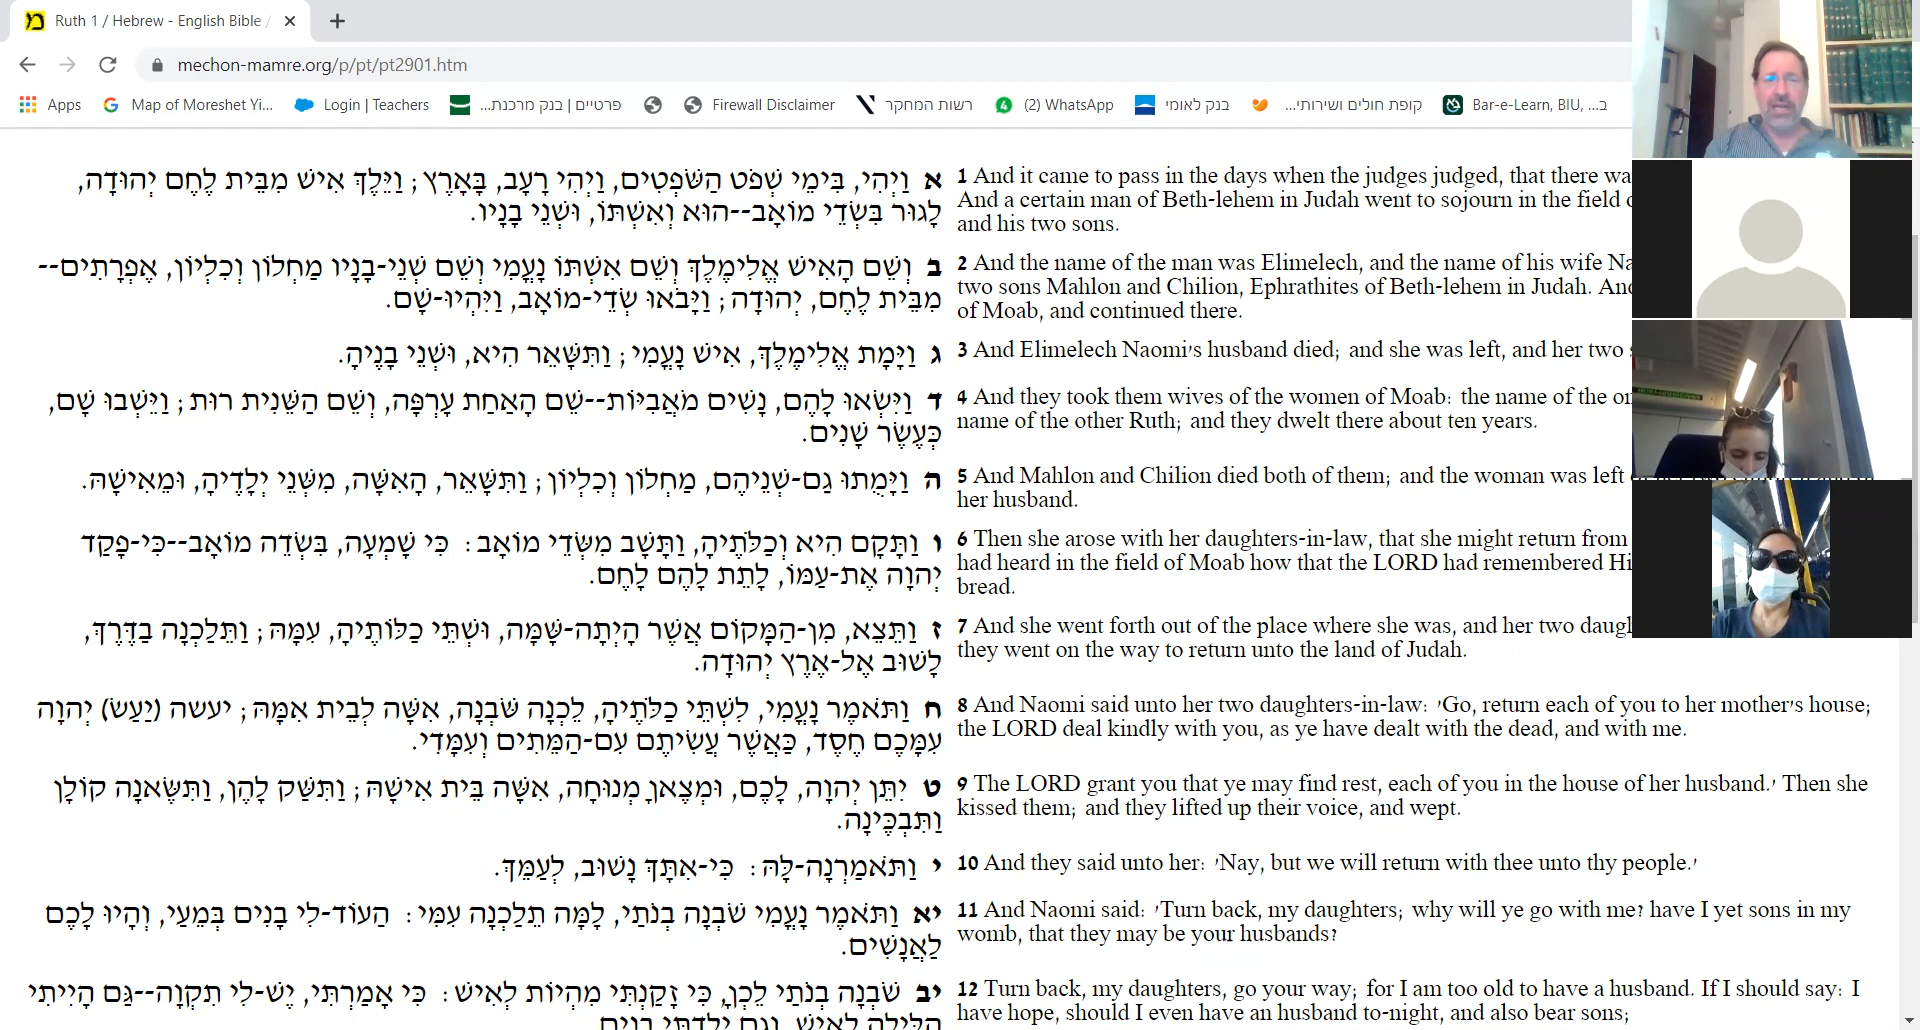 Ruth 1 / Hebrew - English Bible /
mechon-mamre.org/p/pt/pt2901.htm
Apps
Map of Moreshet Yi...
Login | Teachers
פרטיים | בנק מרכנת...
Firewall Disclaimer
רשות המחקר
(2) WhatsApp
בנק לאומי
קופת חולים ושירותי...
Bar-e-Learn, BIU, ...ב
א וַיְהִי, בִּימֵי שְׁפֹט הַשֹּׁפְטִים, וַיְהִי רָעָב, בָּאָרֶץ; וַיֵּלֶךְ אִישׁ מִבֵּית לֶחֶם יְהוּדָה,
לָגוּר בִּשְׂדֵי מוֹאָב--הוּא וְאִשְׁתּוֹ, וּשְׁנֵי בָנָיו.
1 And it came to pass in the days when the judges judged, that there wa
And a certain man of Beth-lehem in Judah went to sojourn in the field
and his two sons.
ב וְשֵׁם הָאִישׁ אֱלִימֶלֶךְ וְשֵׁם אִשְׁתּוֹ נָעֳמִי וְשֵׁם שְׁנֵי-בָנָיו מַחְלוֹן וְכִלְיוֹן, אֶפְרָתִים--
מִבֵּית לֶחֶם, יְהוּדָה; וַיָּבֹאוּ שְׂדֵי-מוֹאָב, וַיִּהְיוּ-שָׁם.
2 And the name of the man was Elimelech, and the name of his wife Na
two sons Mahlon and Chilion, Ephrathites of Beth-lehem in Judah. And
of Moab, and continued there.
ג וַיָּמָת אֱלִימֶלֶךְ, אִישׁ נָעֳמִי; וַתִּשָּׁאֵר הִיא, וּשְׁנֵי בָנֶיהָ.
3 And Elimelech Naomi's husband died; and she was left, and her two
ד וַיִּשְׂאוּ לָהֶם, נָשִׁים מֹאֲבִיּוֹת--שֵׁם הָאַחַת עָרְפָּה, וְשֵׁם הַשֵּׁנִית רוּת; וַיֵּשְׁבוּ שָׁם,
כְּעֶשֶׂר שָׁנִים.
4 And they took them wives of the women of Moab: the name of the on
name of the other Ruth; and they dwelt there about ten years.
ה וַיָּמֻתוּ גַם-שְׁנֵיהֶם, מַחְלוֹן וְכִלְיוֹן; וַתִּשָּׁאֵר, הָאִשָּׁה, מִשְּׁנֵי יְלָדֶיהָ, וּמֵאִישָׁהּ.
5 And Mahlon and Chilion died both of them; and the woman was left
her husband.
ו וַתָּקָם הִיא וְכַלֹּתֶיהָ, וַתָּשָׁב מִשְּׂדֵי מוֹאָב: כִּי שָׁמְעָה, בִּשְׂדֵה מוֹאָב--כִּי-פָקַד
יְהוָה אֶת-עַמּוֹ, לָתֵת לָהֶם לָחֶם.
6 Then she arose with her daughters-in-law, that she might return from
had heard in the field of Moab how that the LORD had remembered Hi
bread.
ז וַתֵּצֵא, מִן-הַמָּקוֹם אֲשֶׁר הָיְתָה-שָּׁמָּה, וּשְׁתֵּי כַלּוֹתֶיהָ, עִמָּהּ; וַתֵּלַכְנָה בַדֶּרֶךְ,
לָשׁוּב אֶל-אֶרֶץ יְהוּדָה.
7 And she went forth out of the place where she was, and her two daugh
they went on the way to return unto the land of Judah.
ח וַתֹּאמֶר נָעֳמִי, לִשְׁתֵּי כַלֹּתֶיהָ, לֵכְנָה שֹּׁבְנָה, אִשָּׁה לְבֵית אִמָּהּ; יעשה (יַעַשׂ) יְהוָה
עִמָּכֶם חֶסֶד, כַּאֲשֶׁר עֲשִׂיתֶם עִם-הַמֵּתִים וְעִמָּדִי.
8 And Naomi said unto her two daughters-in-law: 'Go, return each of you to her mother's house;
the LORD deal kindly with you, as ye have dealt with the dead, and with me.
ט יִתֵּן יְהוָה, לָכֶם, וּמְצֶאןָ מְנוּחָה, אִשָּׁה בֵּית אִישָׁהּ; וַתִּשַּׁק לָהֶן, וַתִּשֶּׂאנָה קוֹלָן
וַתִּבְכֶּינָה.
9 The LORD grant you that ye may find rest, each of you in the house of her husband.' Then she
kissed them; and they lifted up their voice, and wept.
י וַתֹּאמַרְנָה-לָּהּ: כִּי-אִתָּךְ נָשׁוּב, לְעַמֵּךְ.
10 And they said unto her: 'Nay, but we will return with thee unto thy people.'
יא וַתֹּאמֶר נָעֳמִי שֹׁבְנָה בְנֹתַי, לָמָּה תֵלַכְנָה עִמִּי: הַעוֹד-לִי בָנִים בְּמֵעַי, וְהָיוּ לָכֶם
לַאֲנָשִׁים.
11 And Naomi said: 'Turn back, my daughters; why will ye go with me? have I yet sons in my
womb, that they may be your husbands?
יב שֹׁבְנָה בְנֹתַי לֵכְןָ, כִּי זָקַנְתִּי מִהְיוֹת לְאִישׁ: כִּי אָמַרְתִּי, יֶשׁ-לִי תִקְוָה--גַּם הָיִיתִי
הַלַּיְלָה לְאִישׁ, וְגַם יָלַדְתִּי בָנִים
12 Turn back, my daughters, go your way; for I am too old to have a husband. If I should say: I
have hope, should I even have an husband to-night, and also bear sons;